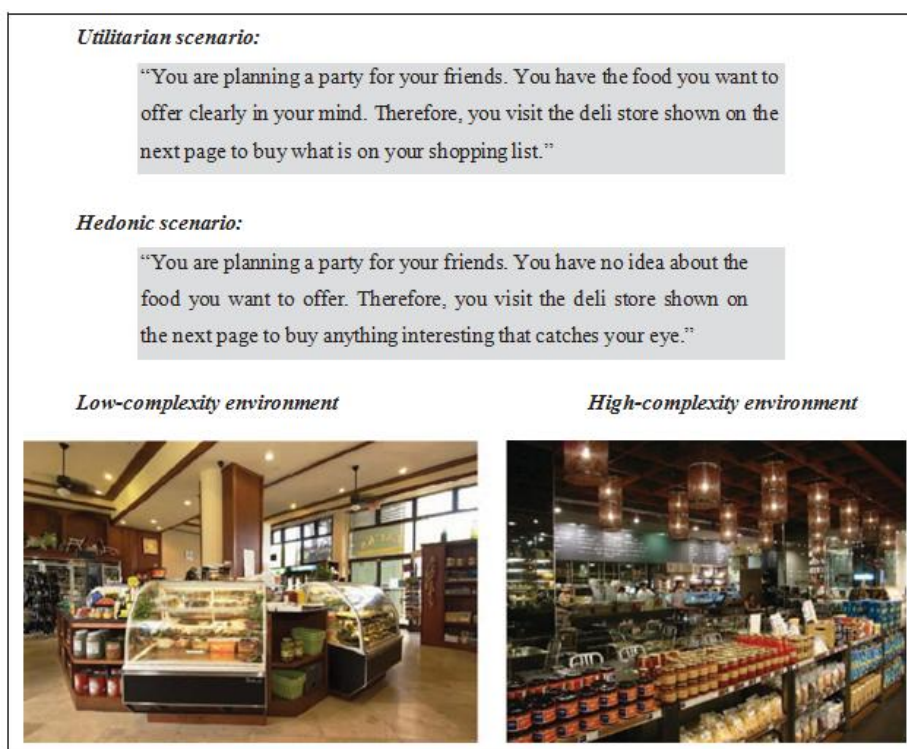 Utilitarian scenario:
“You are planning a party for your friends. You have the food you want to
offer clearly in your mind. Therefore, you visit the deli store shown on the
next page to buy what is on your shopping list.”
Hedonic scenario:
“You are planning a party for your friends. You have no idea about the
food you want to offer. Therefore, you visit the deli store shown on
the next page to buy anything interesting that catches your eye.”
Low-complexity environment
High-complexity environment